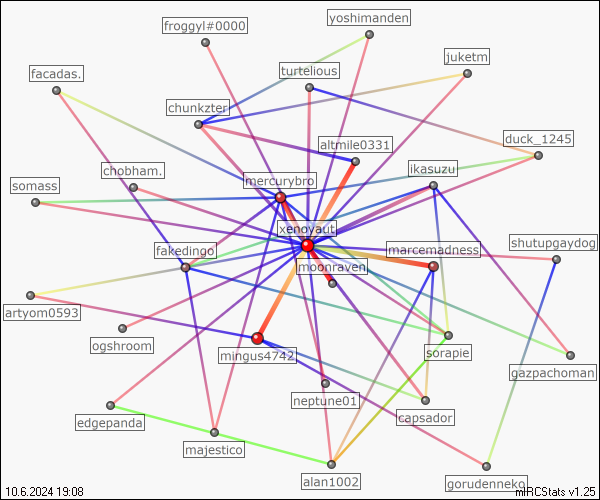 yoshimanden
froggyl#0000
juketm
turtelious
facadas.
chunkzter
duck_1245
altmile0331
ikasuzu
chobham.
mercurybro
somass
xenoyaut
shutupgaydog
fakedingo
marcemadness
moonraven
artyom0593
ogshroom
mingus4742
sorapie
gazpachoman
neptune01
capsador
edgepanda
majestico
alan1002
gorudenneko
10.6.2024 19:08
mIRCStats v1.25